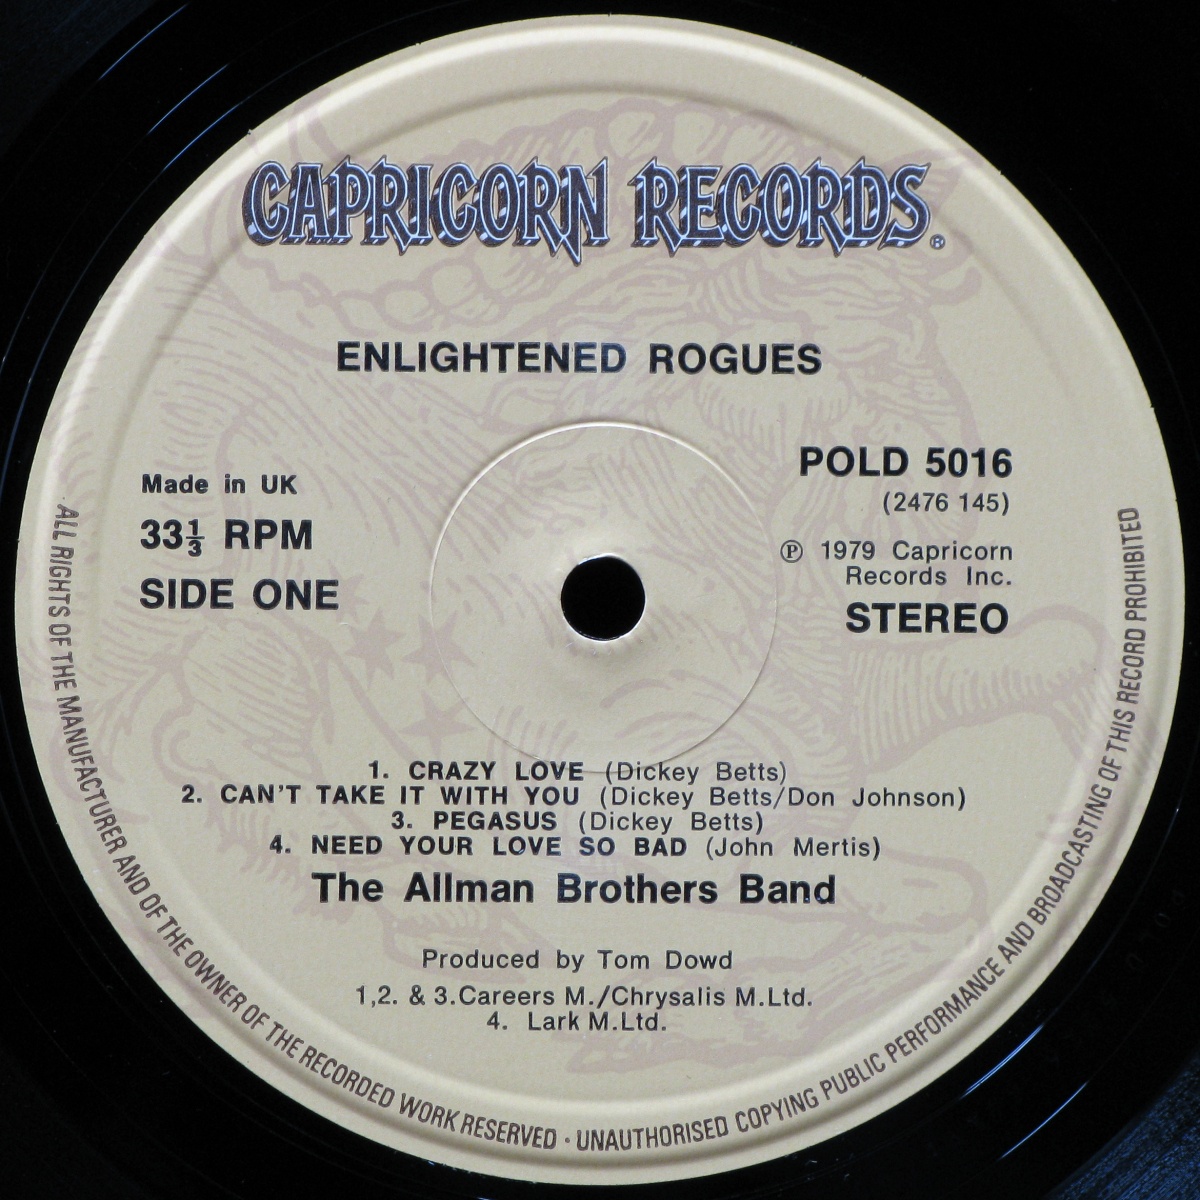 CAPRICORN RECORDS®
ENLIGHTENED ROGUES
Made in UK
33⅓ RPM
SIDE ONE
POLD 5016
(2476 145)
℗ 1979 Capricorn
Records Inc.
STEREO
1. CRAZY LOVE (Dickey Betts)
2. CAN'T TAKE IT WITH YOU (Dickey Betts/Don Johnson)
3. PEGASUS (Dickey Betts)
4. NEED YOUR LOVE SO BAD (John Mertis)
The Allman Brothers Band
Produced by Tom Dowd
1,2. & 3.Careers M./Chrysalis M.Ltd.
4. Lark M.Ltd.
ALL RIGHTS OF THE MANUFACTURER AND OF THE OWNER OF THE RECORDED WORK RESERVED · UNAUTHORISED COPYING PUBLIC PERFORMANCE AND BROADCASTING OF THIS RECORD PROHIBITED